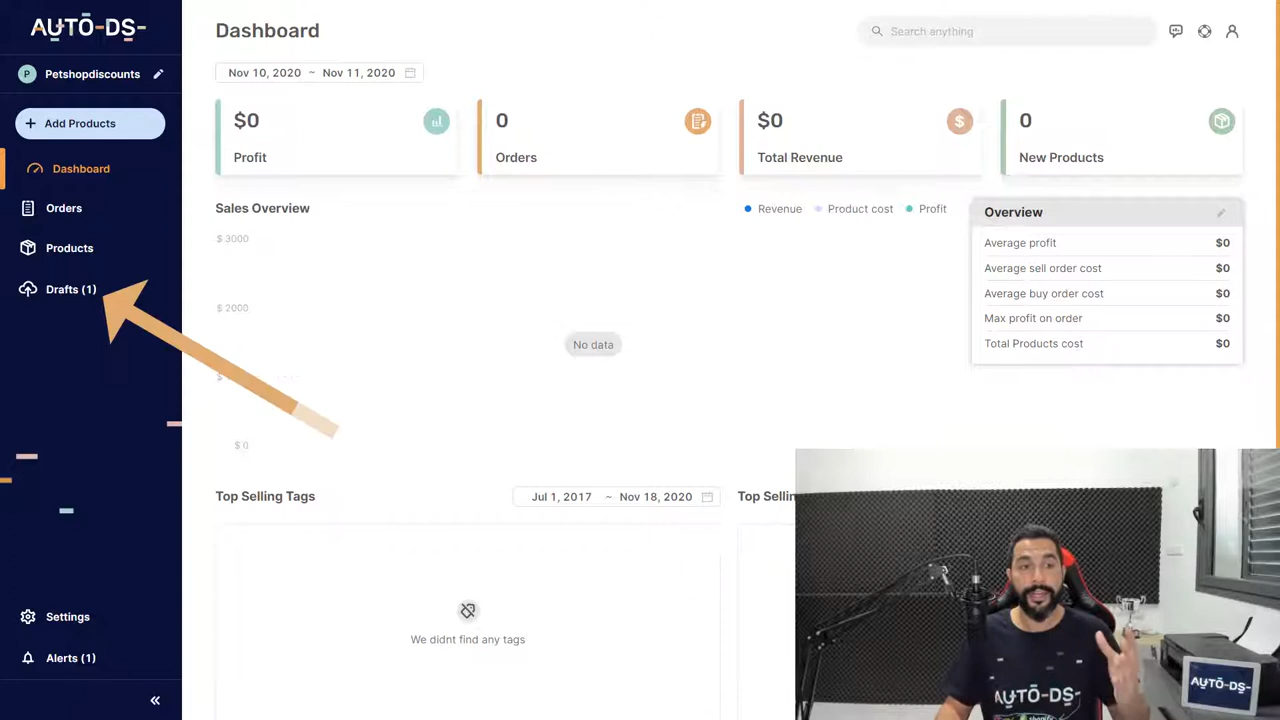 AUTO-DS-
Dashboard
Search anything
P Petshopdiscounts
Nov 10, 2020 ~ Nov 11, 2020
+ Add Products
$0
Profit
0
Orders
$0
Total Revenue
0
New Products
Dashboard
Orders
Products
Drafts (1)
Sales Overview
Revenue Product cost Profit
$ 3000
$ 2000
$ 0
No data
Overview
Average profit $0
Average sell order cost $0
Average buy order cost $0
Max profit on order $0
Total Products cost $0
Top Selling Tags
Jul 1, 2017 ~ Nov 18, 2020
Top Sellin
We didnt find any tags
Settings
Alerts (1)
«
AUTO-DS-
AUTO-DS-